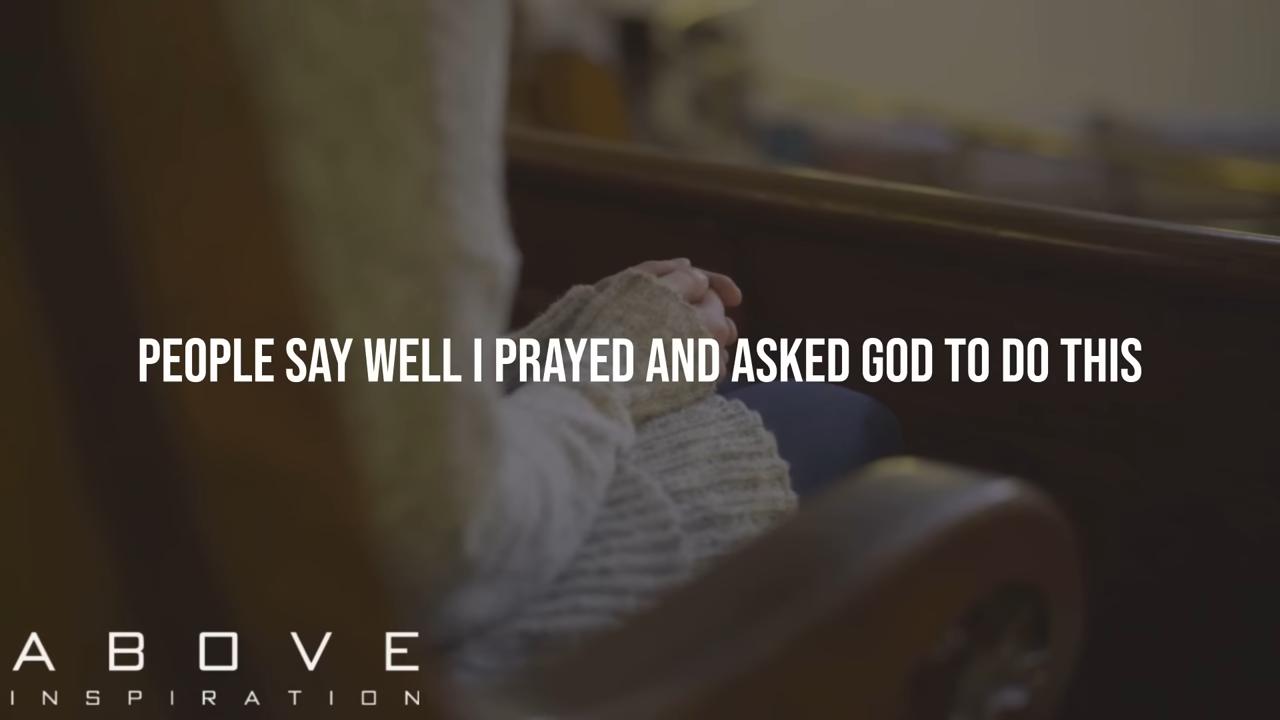 PEOPLE SAY WELL I PRAYED AND ASKED GOD TO DO THIS
ABOVE
INSPIRATION